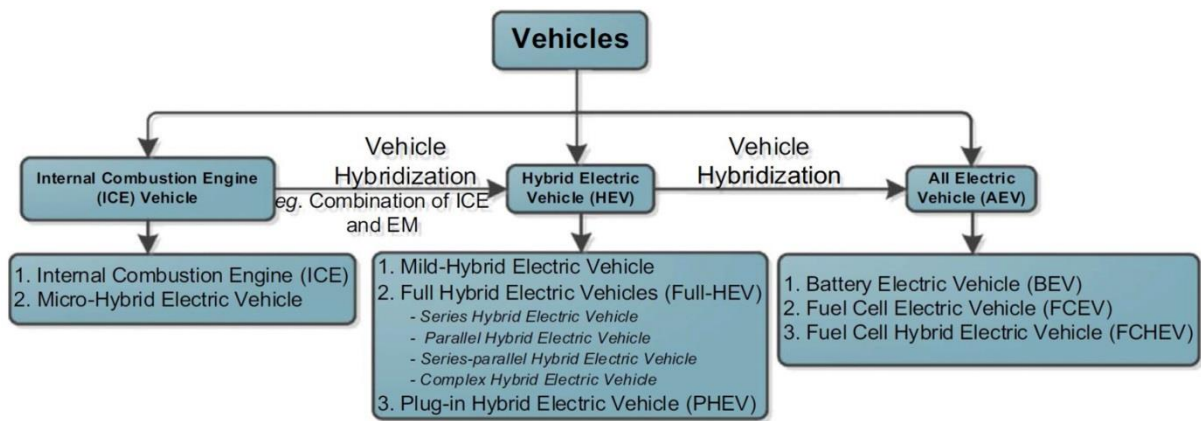 Vehicles
Internal Combustion Engine
(ICE) Vehicle
Vehicle
Hybridization
eg. Combination of ICE
and EM
Hybrid Electric
Vehicle (HEV)
Vehicle
Hybridization
All Electric
Vehicle (AEV)
1. Internal Combustion Engine (ICE)
2. Micro-Hybrid Electric Vehicle
1. Mild-Hybrid Electric Vehicle
2. Full Hybrid Electric Vehicles (Full-HEV)
- Series Hybrid Electric Vehicle
- Parallel Hybrid Electric Vehicle
- Series-parallel Hybrid Electric Vehicle
- Complex Hybrid Electric Vehicle
3. Plug-in Hybrid Electric Vehicle (PHEV)
1. Battery Electric Vehicle (BEV)
2. Fuel Cell Electric Vehicle (FCEV)
3. Fuel Cell Hybrid Electric Vehicle (FCHEV)